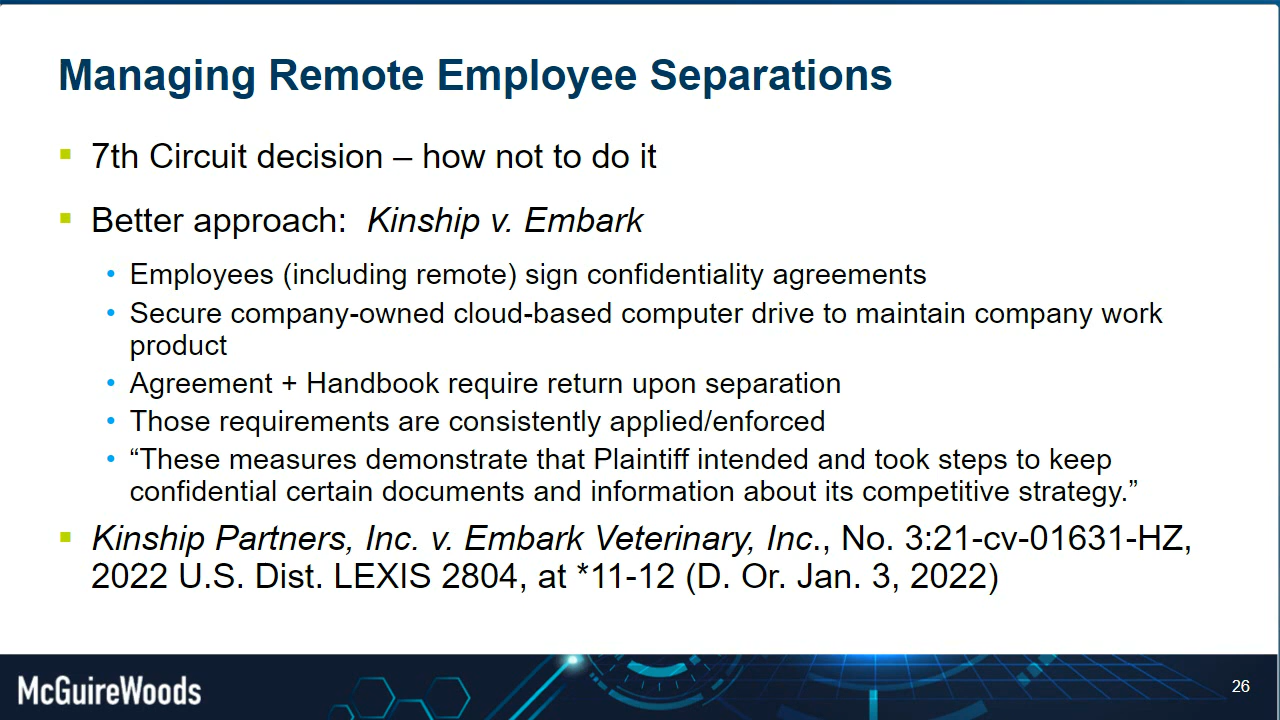 Managing Remote Employee Separations
7th Circuit decision – how not to do it
Better approach: Kinship v. Embark
Employees (including remote) sign confidentiality agreements
Secure company-owned cloud-based computer drive to maintain company work
product
Agreement + Handbook require return upon separation
Those requirements are consistently applied/enforced
“These measures demonstrate that Plaintiff intended and took steps to keep
confidential certain documents and information about its competitive strategy.”
Kinship Partners, Inc. v. Embark Veterinary, Inc., No. 3:21-cv-01631-HZ,
2022 U.S. Dist. LEXIS 2804, at *11-12 (D. Or. Jan. 3, 2022)
McGuireWoods
26